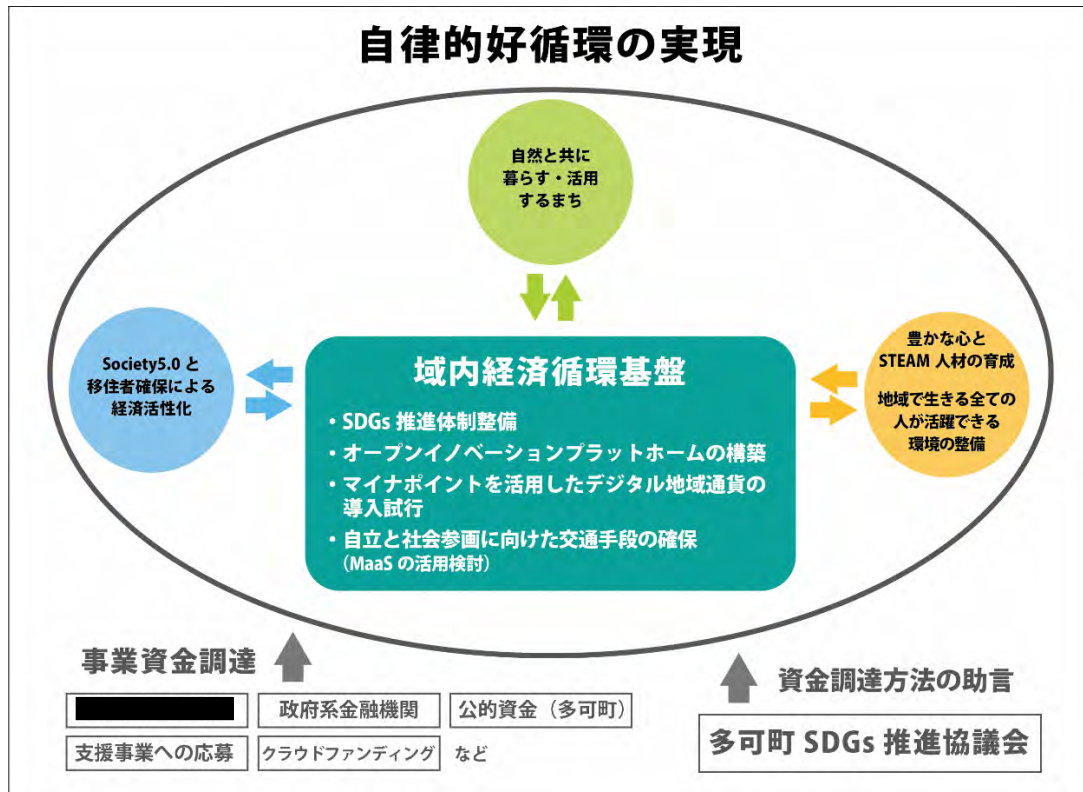 自律的好循環の実現
自然と共に
暮らす・活用
するまち
Society5.0 と
移住者確保による
経済活性化
域内経済循環基盤
・SDGs 推進体制整備
・オープンイノベーションプラットホームの構築
・マイナポイントを活用したデジタル地域通貨の
導入試行
・自立と社会参画に向けた交通手段の確保
（MaaS の活用検討）
豊かな心と
STEAM 人材の育成
地域で生きる全ての
人が活躍できる
環境の整備
事業資金調達
政府系金融機関
公的資金（多可町）
支援事業への応募
クラウドファンディング
など
資金調達方法の助言
多可町 SDGs 推進協議会